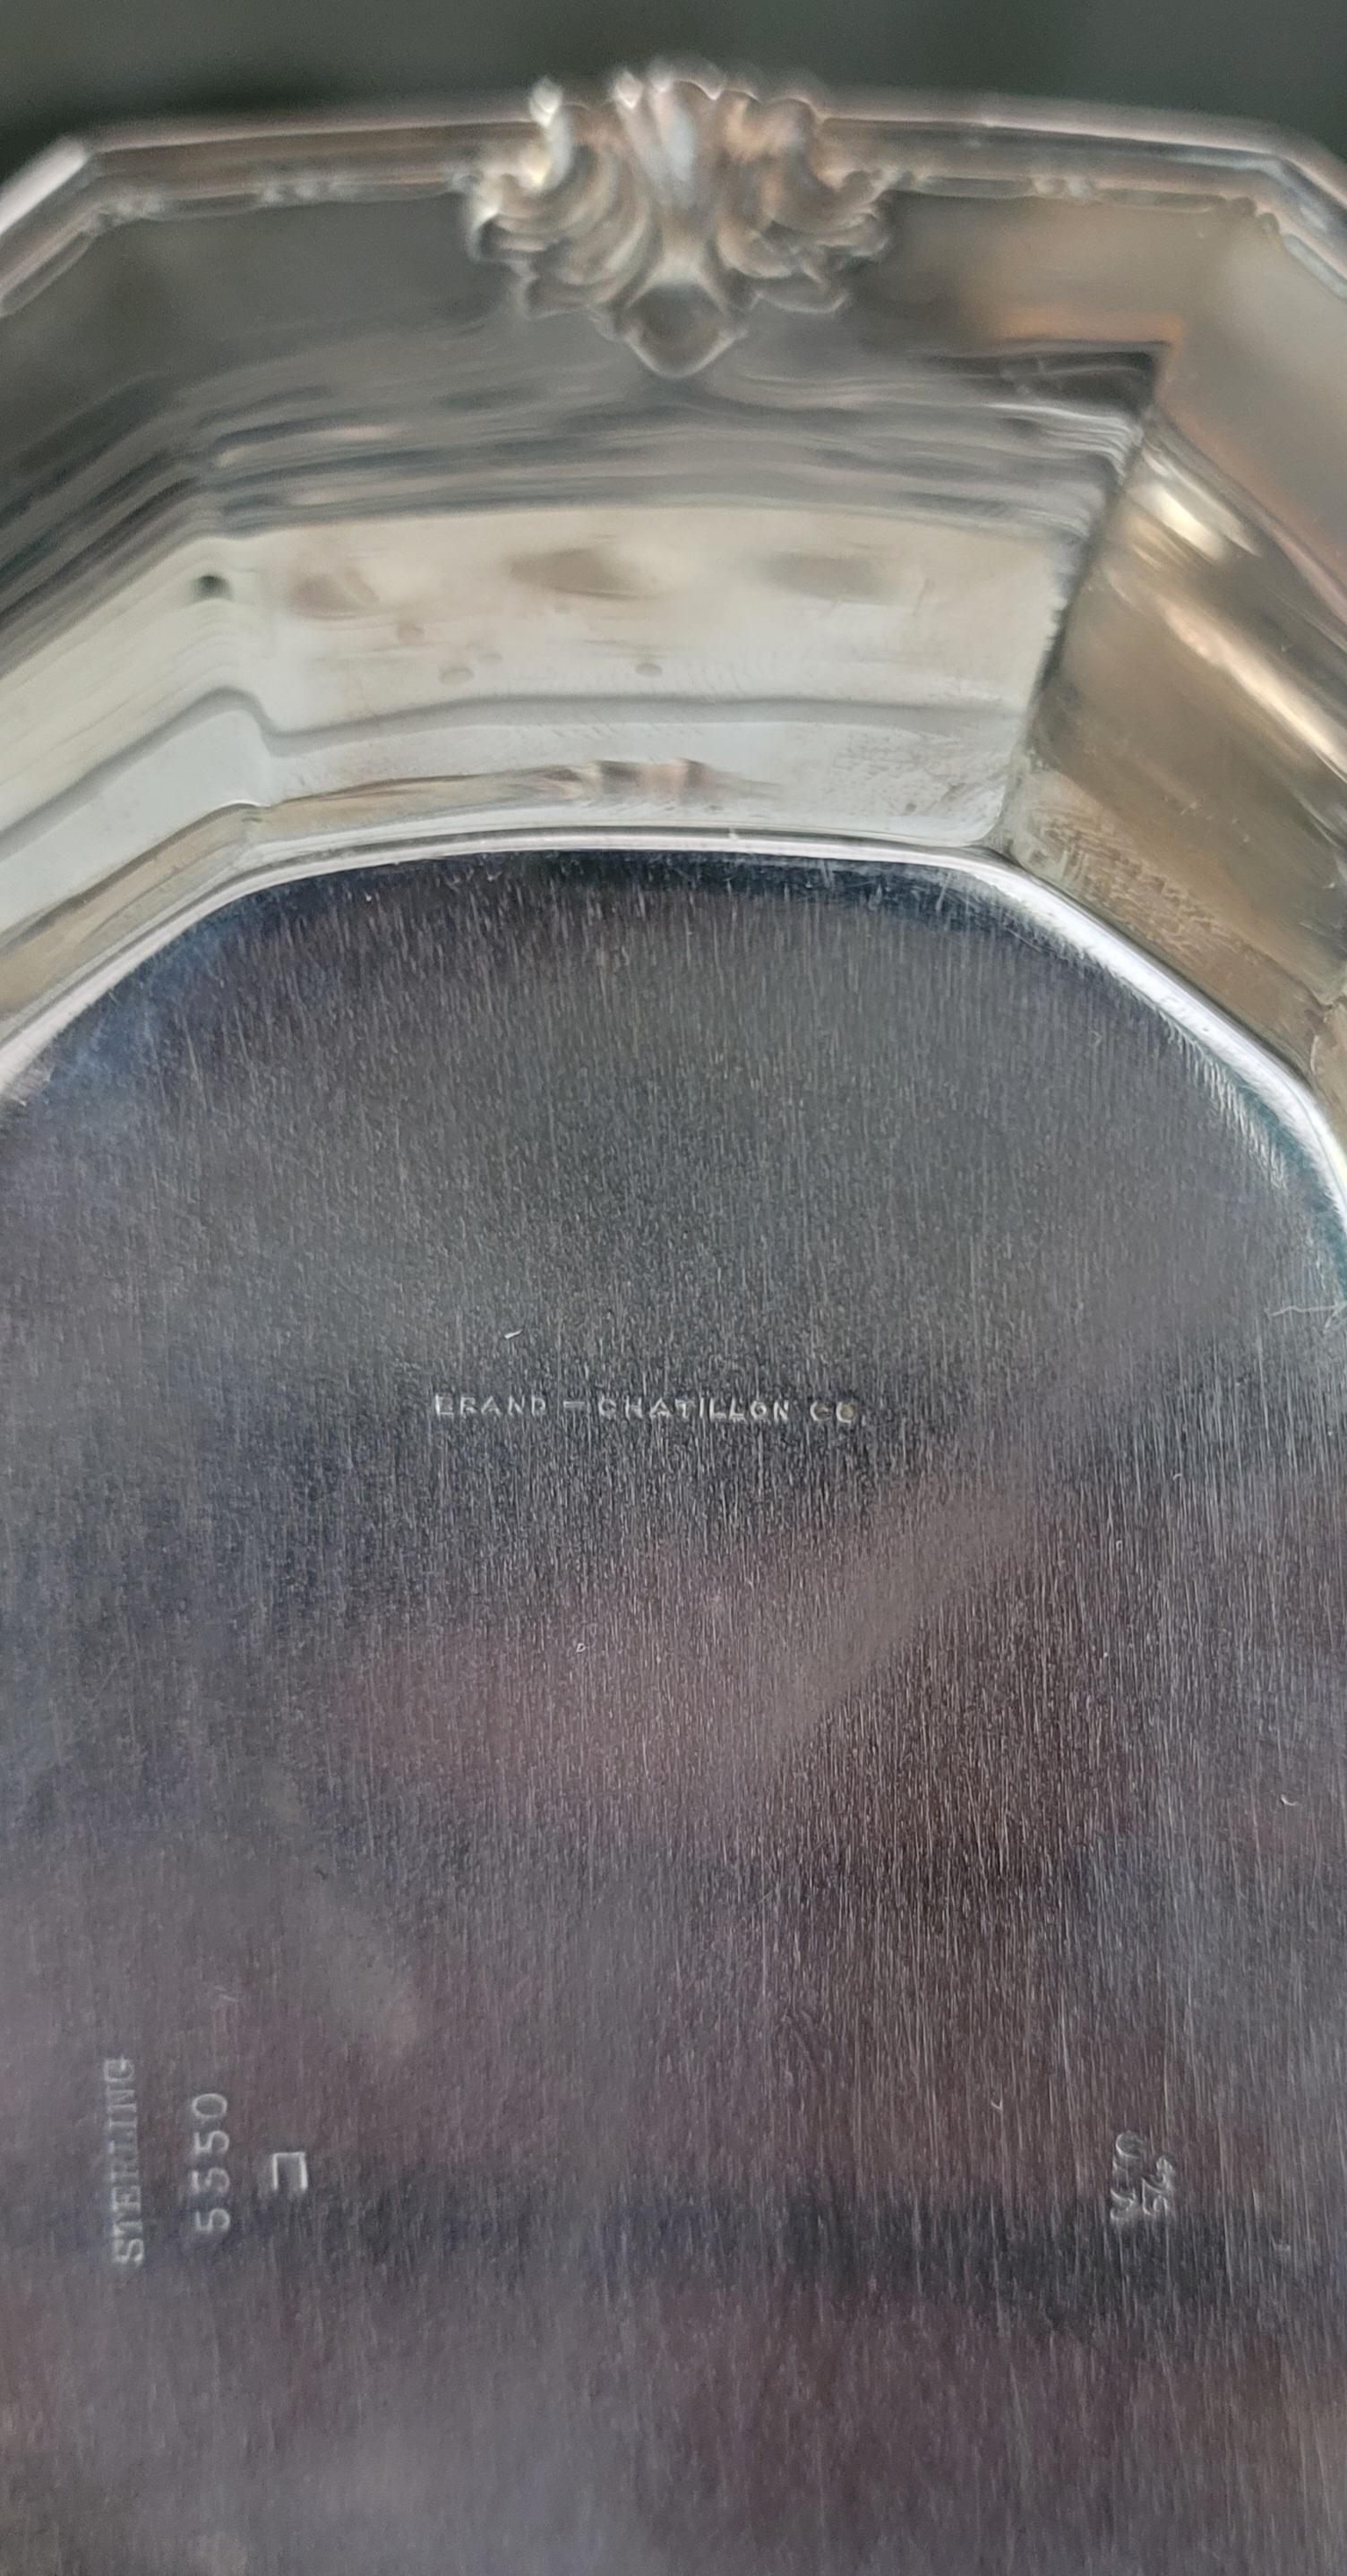 BRAND-CHATILLON CO.
STERLING
5550